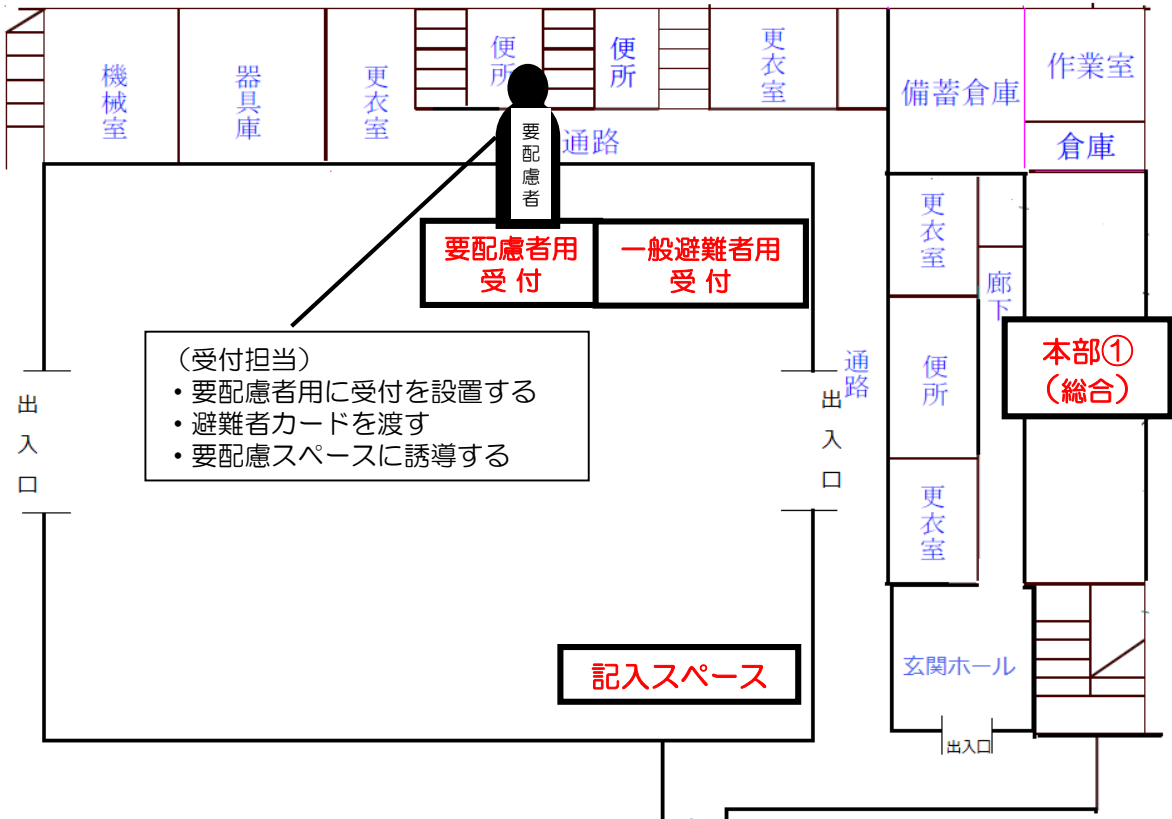 機械室
器具庫
更衣室
便所
便所
更衣室
備蓄倉庫
作業室
倉庫
通路
要配慮者
要配慮者用
受 付
一般避難者用
受 付
更衣室
廊下
（受付担当）
・要配慮者用に受付を設置する
・避難者カードを渡す
・要配慮スペースに誘導する
本部①
（総合）
通路
便所
出入口
出入口
更衣室
記入スペース
玄関ホール
出入口